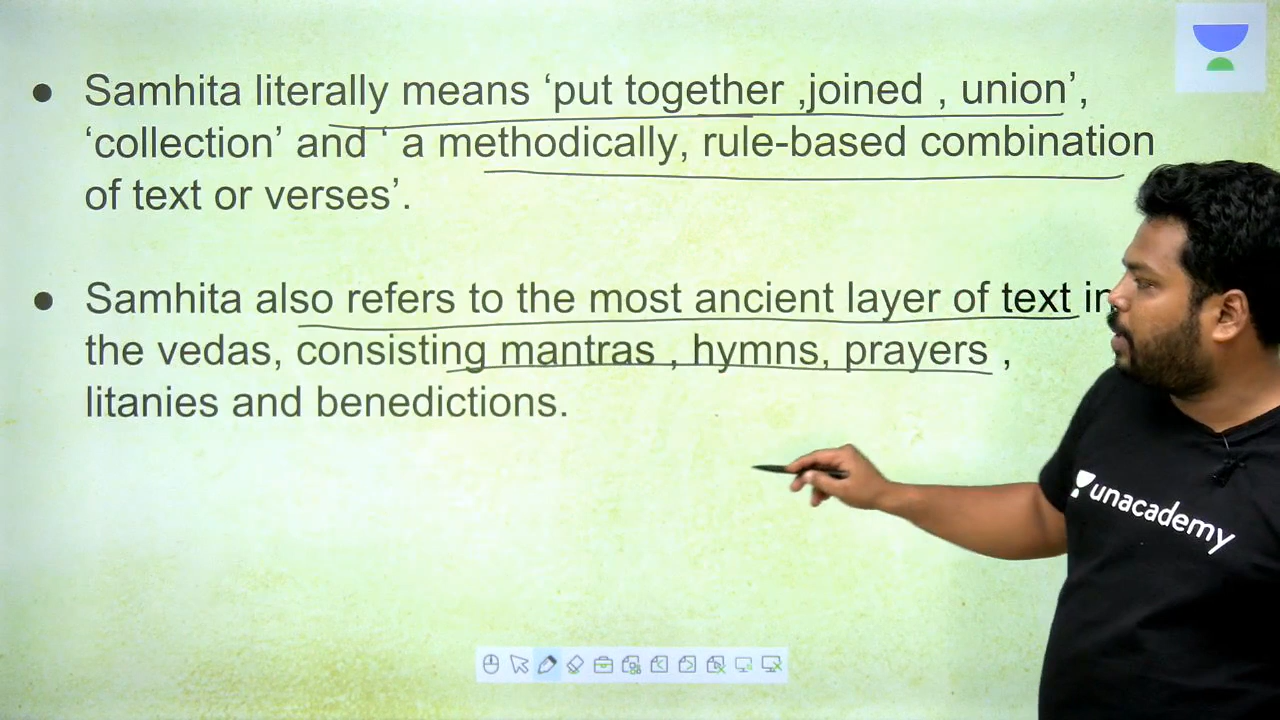 ● Samhita literally means ‘put together ,joined , union’,
‘collection’ and ‘ a methodically, rule-based combination
of text or verses’.
● Samhita also refers to the most ancient layer of text in
the vedas, consisting mantras , hymns, prayers ,
litanies and benedictions.
unacademy